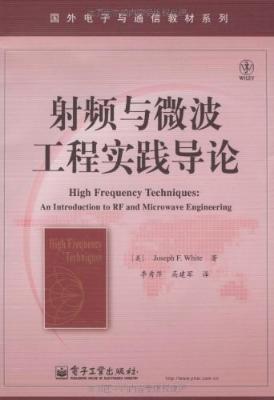 国外电子与通信教材系列
WILEY
射频与微波
工程实践导论
High Frequency Techniques:
An Introduction to RF and Microwave Engineering
High Frequency
Techniques
[美] Joseph F. White 著
李秀萍 高建军 译
电子工业出版社